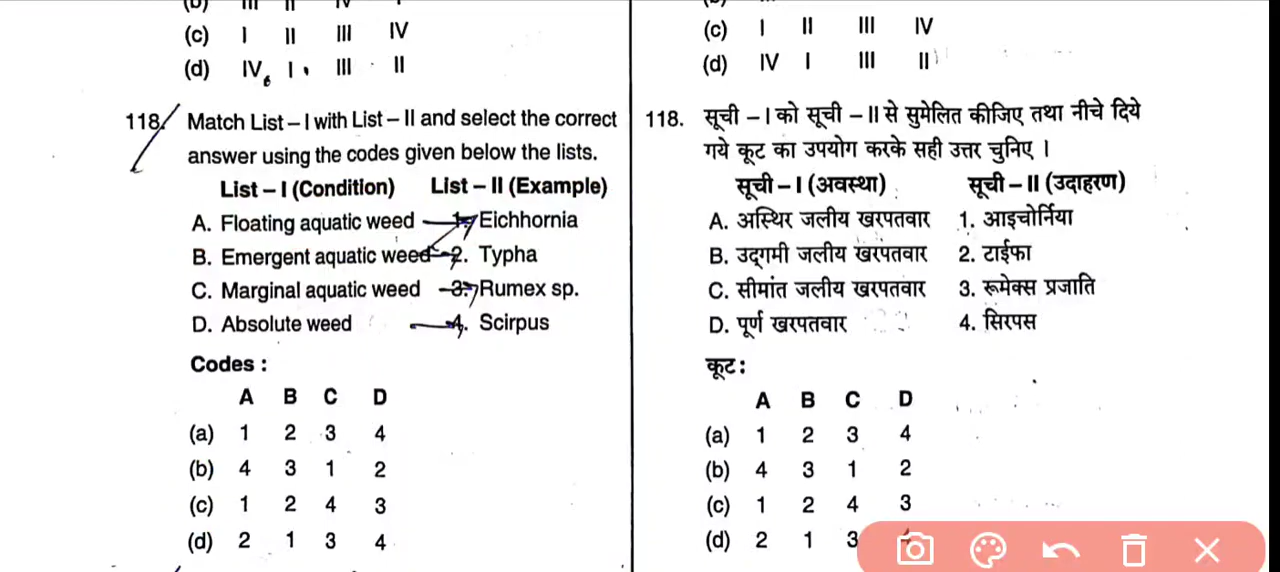 (c) I II III IV
(d) IV I III II
118. Match List – I with List – II and select the correct
answer using the codes given below the lists.
List – I (Condition) List – II (Example)
A. Floating aquatic weed 1. Eichhornia
B. Emergent aquatic weed 2. Typha
C. Marginal aquatic weed 3. Rumex sp.
D. Absolute weed 4. Scirpus
Codes :
A B C D
(a) 1 2 3 4
(b) 4 3 1 2
(c) 1 2 4 3
(d) 2 1 3 4
(c) I II III IV
(d) IV I III II
118. सूची – I को सूची – II से सुमेलित कीजिए तथा नीचे दिये
गये कूट का उपयोग करके सही उत्तर चुनिए ।
सूची – I (अवस्था) सूची – II (उदाहरण)
A. अस्थिर जलीय खरपतवार 1. आइचोर्निया
B. उद्गमी जलीय खरपतवार 2. टाईफा
C. सीमांत जलीय खरपतवार 3. रूमेक्स प्रजाति
D. पूर्ण खरपतवार 4. सिरपस
कूट :
A B C D
(a) 1 2 3 4
(b) 4 3 1 2
(c) 1 2 4 3
(d) 2 1 3